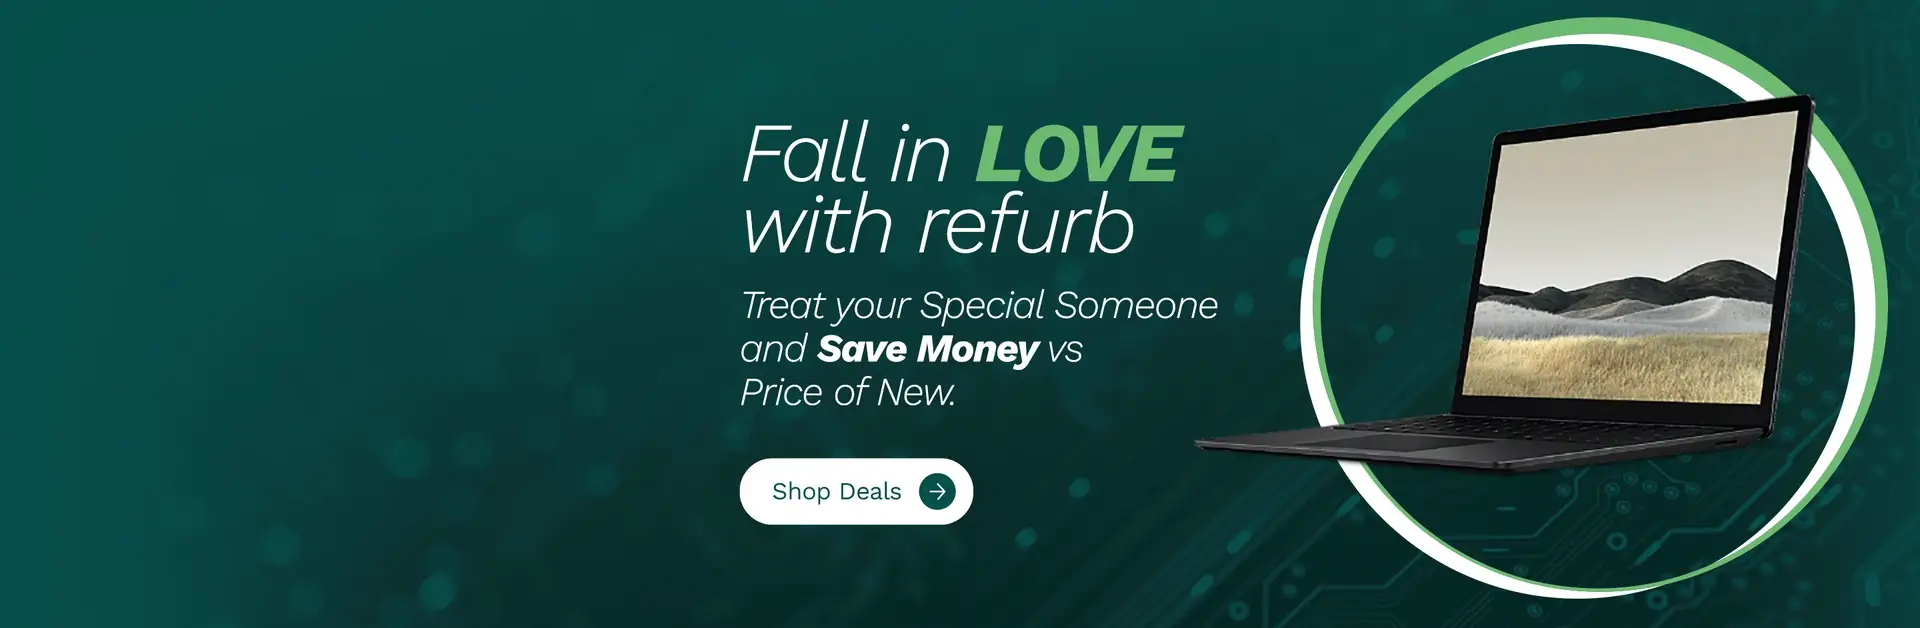 Fall in LOVE
with refurb
Treat your Special Someone
and Save Money vs
Price of New.
Shop Deals